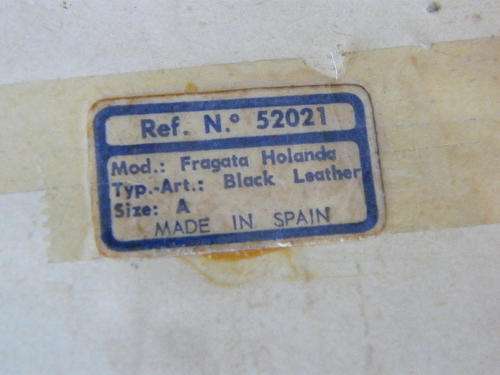 Ref. N.º 52021
Mod.: Fragata Holanda
Typ.-Art.: Black Leather
Size: A
MADE IN SPAIN